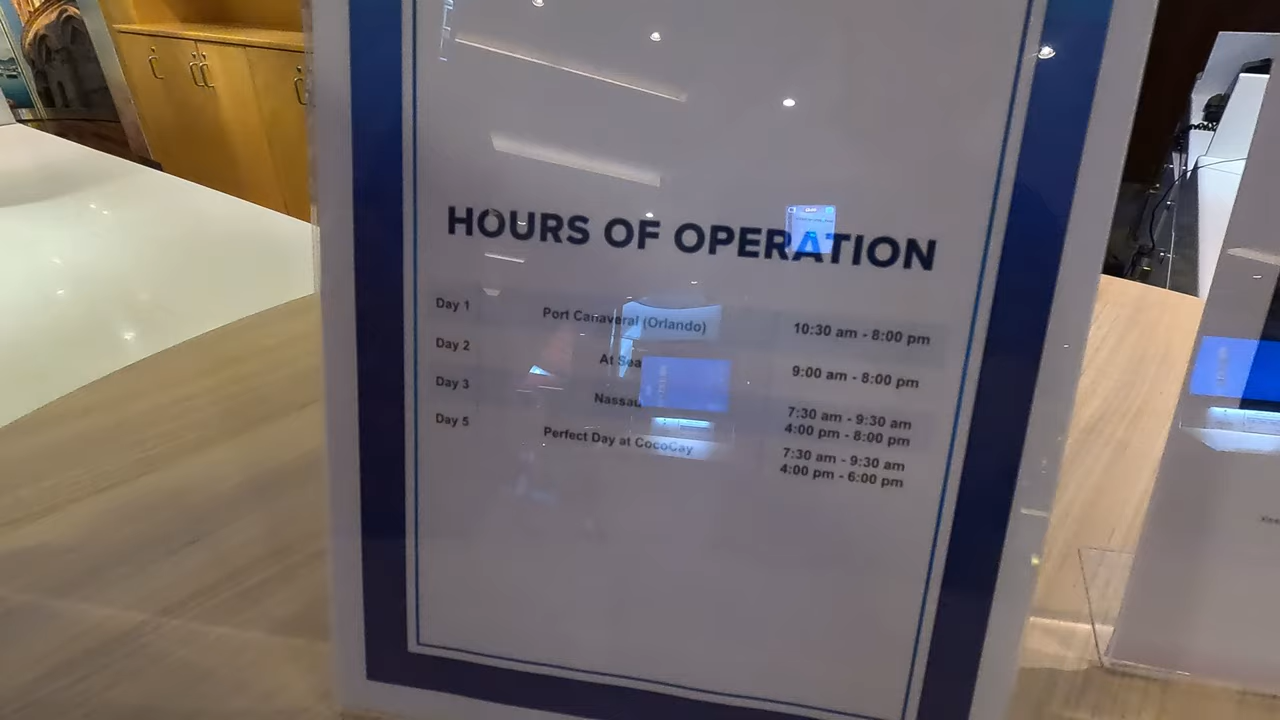 HOURS OF OPERATION
Day 1 Port Canaveral (Orlando) 10:30 am - 8:00 pm
Day 2 At Sea 9:00 am - 8:00 pm
Day 3 Nassau 7:30 am - 9:30 am
4:00 pm - 8:00 pm
Day 5 Perfect Day at CocoCay 7:30 am - 9:30 am
4:00 pm - 6:00 pm